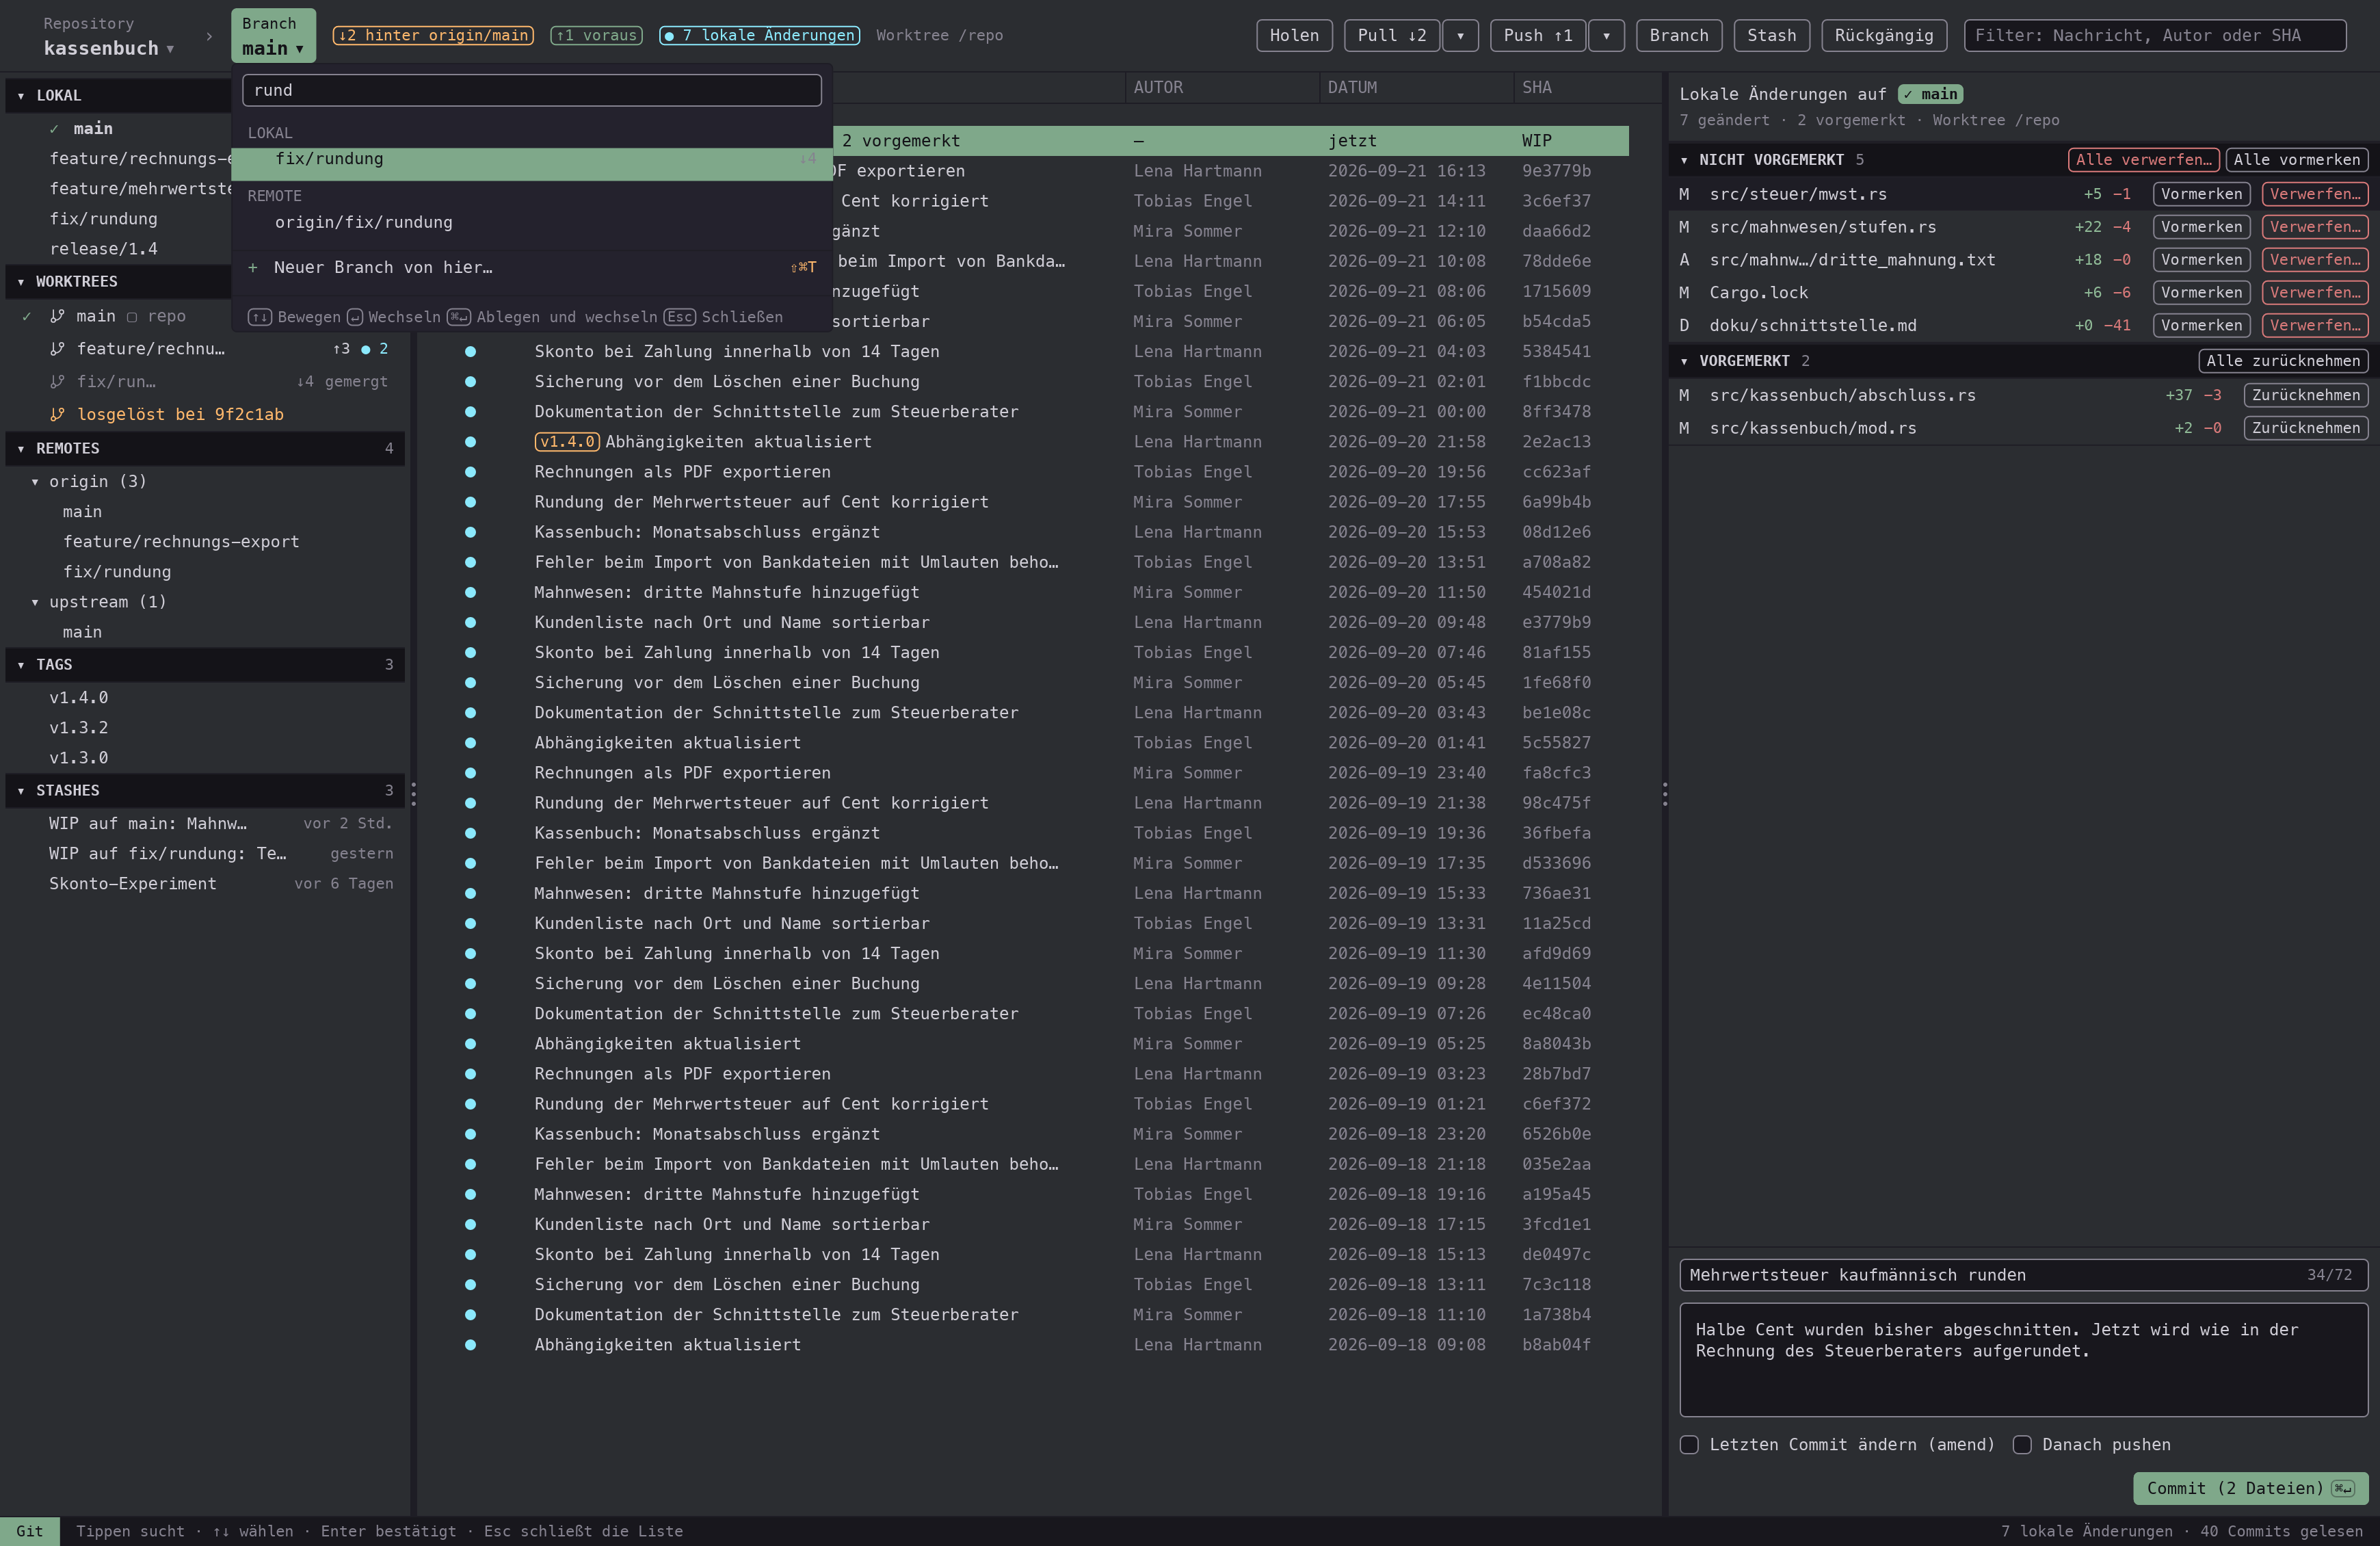 Repository
kassenbuch ▾
›
Branch
main ▾
↓2 hinter origin/main ↑1 voraus ● 7 lokale Änderungen Worktree /repo
Holen Pull ↓2 ▾ Push ↑1 ▾ Branch Stash Rückgängig Filter: Nachricht, Autor oder SHA
▾ LOKAL
✓ main
feature/rechnungs-e
feature/mehrwertste
fix/rundung
release/1.4
▾ WORKTREES
✓ main ▢ repo
feature/rechnu… ↑3 ● 2
fix/run… ↓4 gemergt
losgelöst bei 9f2c1ab
▾ REMOTES 4
▾ origin (3)
main
feature/rechnungs-export
fix/rundung
▾ upstream (1)
main
▾ TAGS 3
v1.4.0
v1.3.2
v1.3.0
▾ STASHES 3
WIP auf main: Mahnw… vor 2 Std.
WIP auf fix/rundung: Te… gestern
Skonto-Experiment vor 6 Tagen
rund
LOKAL
fix/rundung ↓4
REMOTE
origin/fix/rundung
+ Neuer Branch von hier… ⇧⌘T
↑↓ Bewegen ↵ Wechseln ⌘↵ Ablegen und wechseln Esc Schließen
AUTOR DATUM SHA
2 vorgemerkt — jetzt WIP
DF exportieren Lena Hartmann 2026-09-21 16:13 9e3779b
Cent korrigiert Tobias Engel 2026-09-21 14:11 3c6ef37
gänzt Mira Sommer 2026-09-21 12:10 daa66d2
beim Import von Bankda… Lena Hartmann 2026-09-21 10:08 78dde6e
nzugefügt Tobias Engel 2026-09-21 08:06 1715609
sortierbar Mira Sommer 2026-09-21 06:05 b54cda5
Skonto bei Zahlung innerhalb von 14 Tagen Lena Hartmann 2026-09-21 04:03 5384541
Sicherung vor dem Löschen einer Buchung Tobias Engel 2026-09-21 02:01 f1bbcdc
Dokumentation der Schnittstelle zum Steuerberater Mira Sommer 2026-09-21 00:00 8ff3478
v1.4.0 Abhängigkeiten aktualisiert Lena Hartmann 2026-09-20 21:58 2e2ac13
Rechnungen als PDF exportieren Tobias Engel 2026-09-20 19:56 cc623af
Rundung der Mehrwertsteuer auf Cent korrigiert Mira Sommer 2026-09-20 17:55 6a99b4b
Kassenbuch: Monatsabschluss ergänzt Lena Hartmann 2026-09-20 15:53 08d12e6
Fehler beim Import von Bankdateien mit Umlauten beho… Tobias Engel 2026-09-20 13:51 a708a82
Mahnwesen: dritte Mahnstufe hinzugefügt Mira Sommer 2026-09-20 11:50 454021d
Kundenliste nach Ort und Name sortierbar Lena Hartmann 2026-09-20 09:48 e3779b9
Skonto bei Zahlung innerhalb von 14 Tagen Tobias Engel 2026-09-20 07:46 81af155
Sicherung vor dem Löschen einer Buchung Mira Sommer 2026-09-20 05:45 1fe68f0
Dokumentation der Schnittstelle zum Steuerberater Lena Hartmann 2026-09-20 03:43 be1e08c
Abhängigkeiten aktualisiert Tobias Engel 2026-09-20 01:41 5c55827
Rechnungen als PDF exportieren Mira Sommer 2026-09-19 23:40 fa8cfc3
Rundung der Mehrwertsteuer auf Cent korrigiert Lena Hartmann 2026-09-19 21:38 98c475f
Kassenbuch: Monatsabschluss ergänzt Tobias Engel 2026-09-19 19:36 36fbefa
Fehler beim Import von Bankdateien mit Umlauten beho… Mira Sommer 2026-09-19 17:35 d533696
Mahnwesen: dritte Mahnstufe hinzugefügt Lena Hartmann 2026-09-19 15:33 736ae31
Kundenliste nach Ort und Name sortierbar Tobias Engel 2026-09-19 13:31 11a25cd
Skonto bei Zahlung innerhalb von 14 Tagen Mira Sommer 2026-09-19 11:30 afd9d69
Sicherung vor dem Löschen einer Buchung Lena Hartmann 2026-09-19 09:28 4e11504
Dokumentation der Schnittstelle zum Steuerberater Tobias Engel 2026-09-19 07:26 ec48ca0
Abhängigkeiten aktualisiert Mira Sommer 2026-09-19 05:25 8a8043b
Rechnungen als PDF exportieren Lena Hartmann 2026-09-19 03:23 28b7bd7
Rundung der Mehrwertsteuer auf Cent korrigiert Tobias Engel 2026-09-19 01:21 c6ef372
Kassenbuch: Monatsabschluss ergänzt Mira Sommer 2026-09-18 23:20 6526b0e
Fehler beim Import von Bankdateien mit Umlauten beho… Lena Hartmann 2026-09-18 21:18 035e2aa
Mahnwesen: dritte Mahnstufe hinzugefügt Tobias Engel 2026-09-18 19:16 a195a45
Kundenliste nach Ort und Name sortierbar Mira Sommer 2026-09-18 17:15 3fcd1e1
Skonto bei Zahlung innerhalb von 14 Tagen Lena Hartmann 2026-09-18 15:13 de0497c
Sicherung vor dem Löschen einer Buchung Tobias Engel 2026-09-18 13:11 7c3c118
Dokumentation der Schnittstelle zum Steuerberater Mira Sommer 2026-09-18 11:10 1a738b4
Abhängigkeiten aktualisiert Lena Hartmann 2026-09-18 09:08 b8ab04f
Lokale Änderungen auf ✓ main
7 geändert · 2 vorgemerkt · Worktree /repo
▾ NICHT VORGEMERKT 5 Alle verwerfen… Alle vormerken
M src/steuer/mwst.rs +5 −1 Vormerken Verwerfen…
M src/mahnwesen/stufen.rs +22 −4 Vormerken Verwerfen…
A src/mahnw…/dritte_mahnung.txt +18 −0 Vormerken Verwerfen…
M Cargo.lock +6 −6 Vormerken Verwerfen…
D doku/schnittstelle.md +0 −41 Vormerken Verwerfen…
▾ VORGEMERKT 2 Alle zurücknehmen
M src/kassenbuch/abschluss.rs +37 −3 Zurücknehmen
M src/kassenbuch/mod.rs +2 −0 Zurücknehmen
Mehrwertsteuer kaufmännisch runden 34/72
Halbe Cent wurden bisher abgeschnitten. Jetzt wird wie in der
Rechnung des Steuerberaters aufgerundet.
Letzten Commit ändern (amend) Danach pushen
Commit (2 Dateien) ⌘↵
Git Tippen sucht · ↑↓ wählen · Enter bestätigt · Esc schließt die Liste
7 lokale Änderungen · 40 Commits gelesen